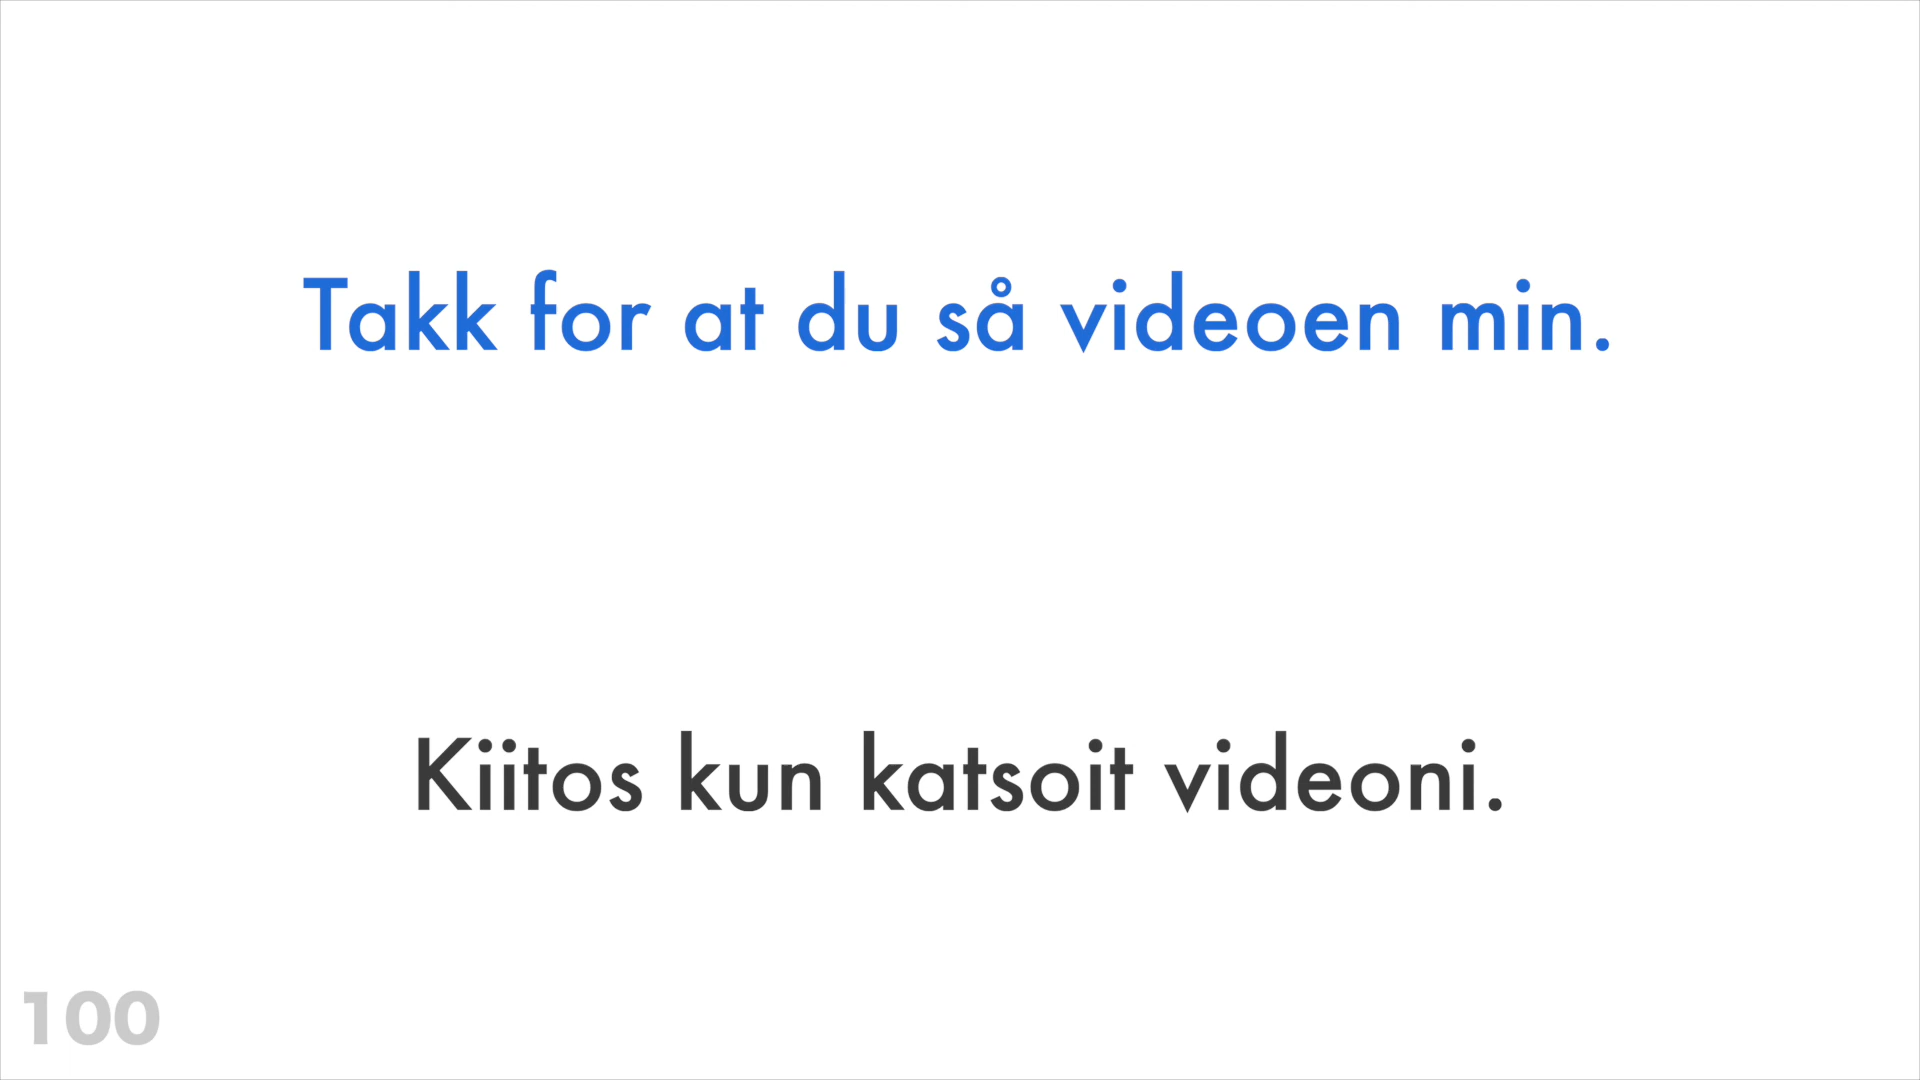 Takk for at du så videoen min.
Kiitos kun katsoit videoni.
100